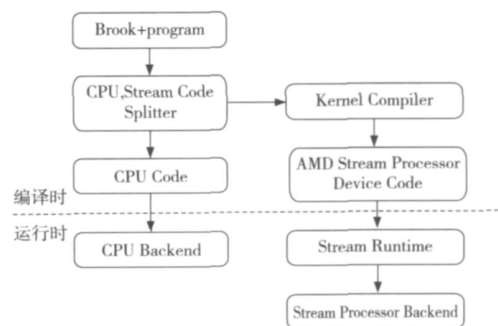 Brook+program
CPU,Stream Code
Splitter
Kernel Compiler
CPU Code
AMD Stream Processor
Device Code
编译时
运行时
CPU Backend
Stream Runtime
Stream Processor Backend